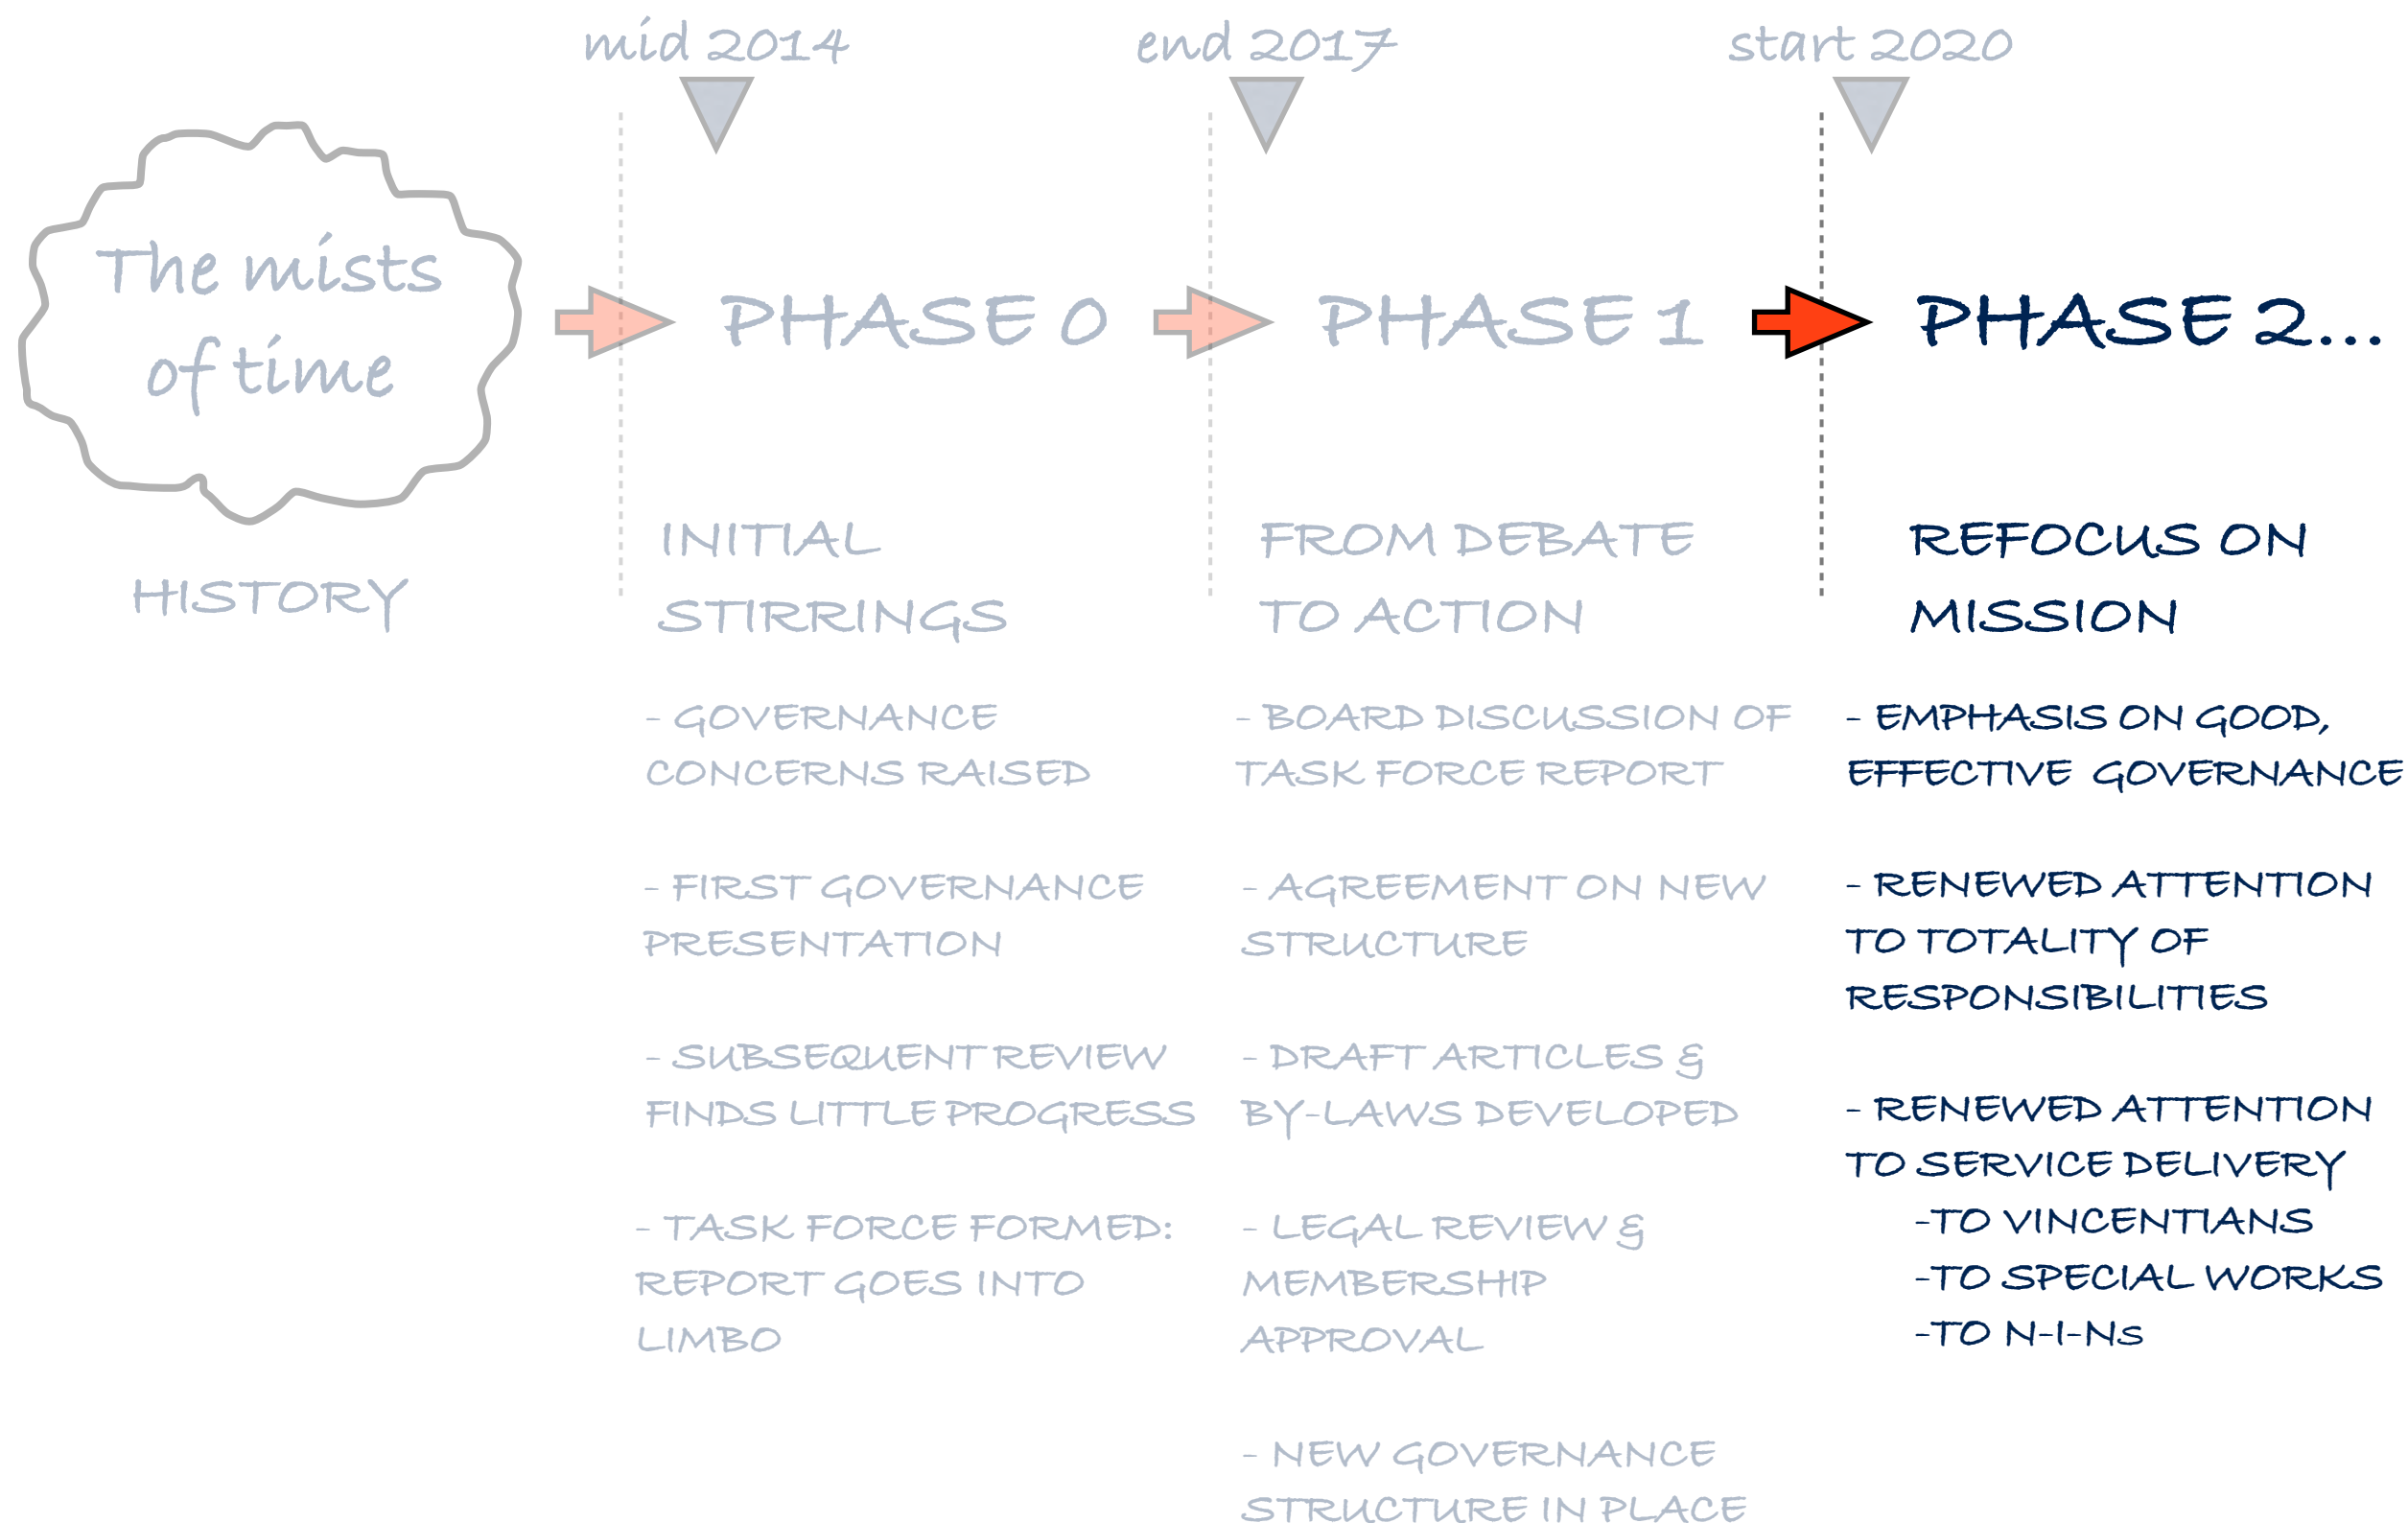 mid 2014
end 2017
start 2020
The mists
of time
PHASE 0
PHASE 1
PHASE 2...
HISTORY
INITIAL
STIRRINGS
- GOVERNANCE
CONCERNS RAISED
- FIRST GOVERNANCE
PRESENTATION
- SUBSEQUENT REVIEW
FINDS LITTLE PROGRESS
- TASK FORCE FORMED:
REPORT GOES INTO
LIMBO
FROM DEBATE
TO ACTION
- BOARD DISCUSSION OF
TASK FORCE REPORT
- AGREEMENT ON NEW
STRUCTURE
- DRAFT ARTICLES &
BY-LAWS DEVELOPED
- LEGAL REVIEW &
MEMBERSHIP
APPROVAL
- NEW GOVERNANCE
STRUCTURE IN PLACE
REFOCUS ON
MISSION
- EMPHASIS ON GOOD,
EFFECTIVE GOVERNANCE
- RENEWED ATTENTION
TO TOTALITY OF
RESPONSIBILITIES
- RENEWED ATTENTION
TO SERVICE DELIVERY
-TO VINCENTIANS
-TO SPECIAL WORKS
-TO N-I-Ns